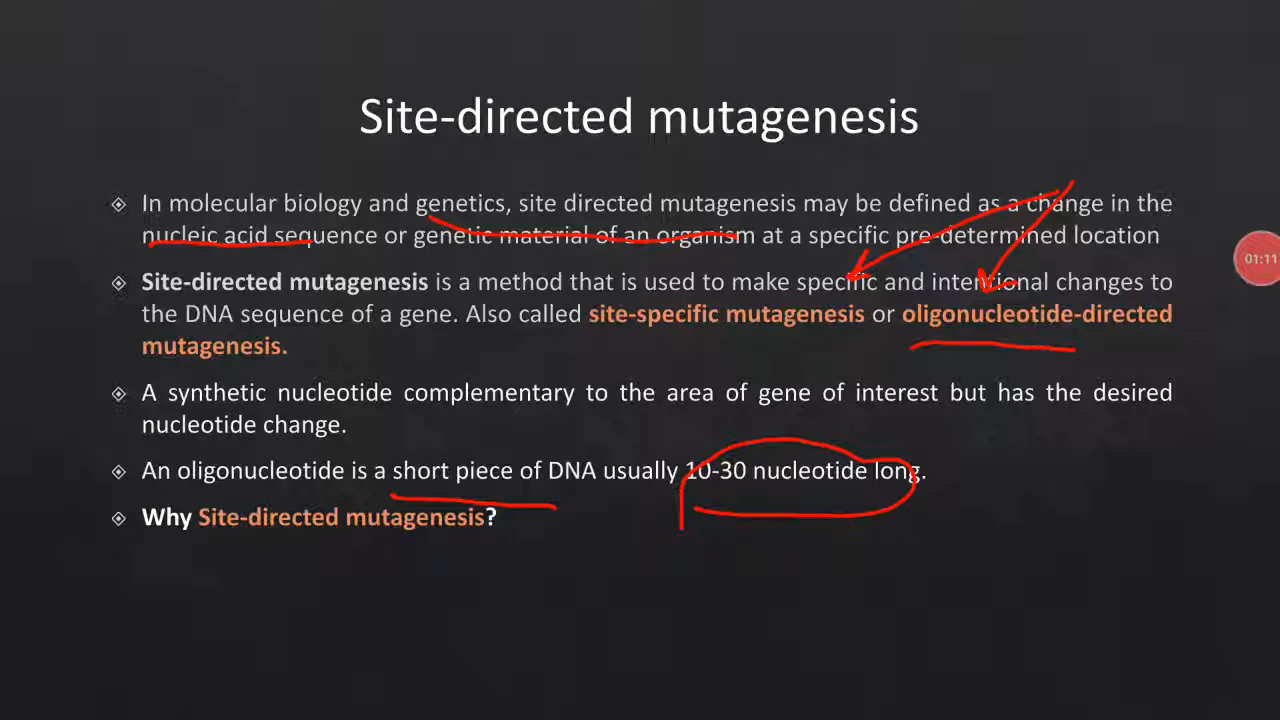 Site-directed mutagenesis
In molecular biology and genetics, site directed mutagenesis may be defined as a change in the
nucleic acid sequence or genetic material of an organism at a specific pre-determined location
Site-directed mutagenesis is a method that is used to make specific and intentional changes to
the DNA sequence of a gene. Also called site-specific mutagenesis or oligonucleotide-directed
mutagenesis.
A synthetic nucleotide complementary to the area of gene of interest but has the desired
nucleotide change.
An oligonucleotide is a short piece of DNA usually 10-30 nucleotide long.
Why Site-directed mutagenesis?
01:11